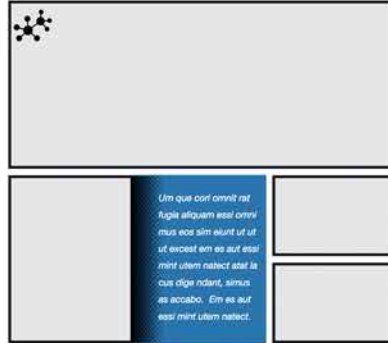 Um que cori omnit rat
fugia aliquam essi omni
mus eos sim eiunt ut ut
ut excest em es aut essi
mint utem natect atat la
cus dige ndant, simus
as accabo. Em es aut
essi mint utem natect.